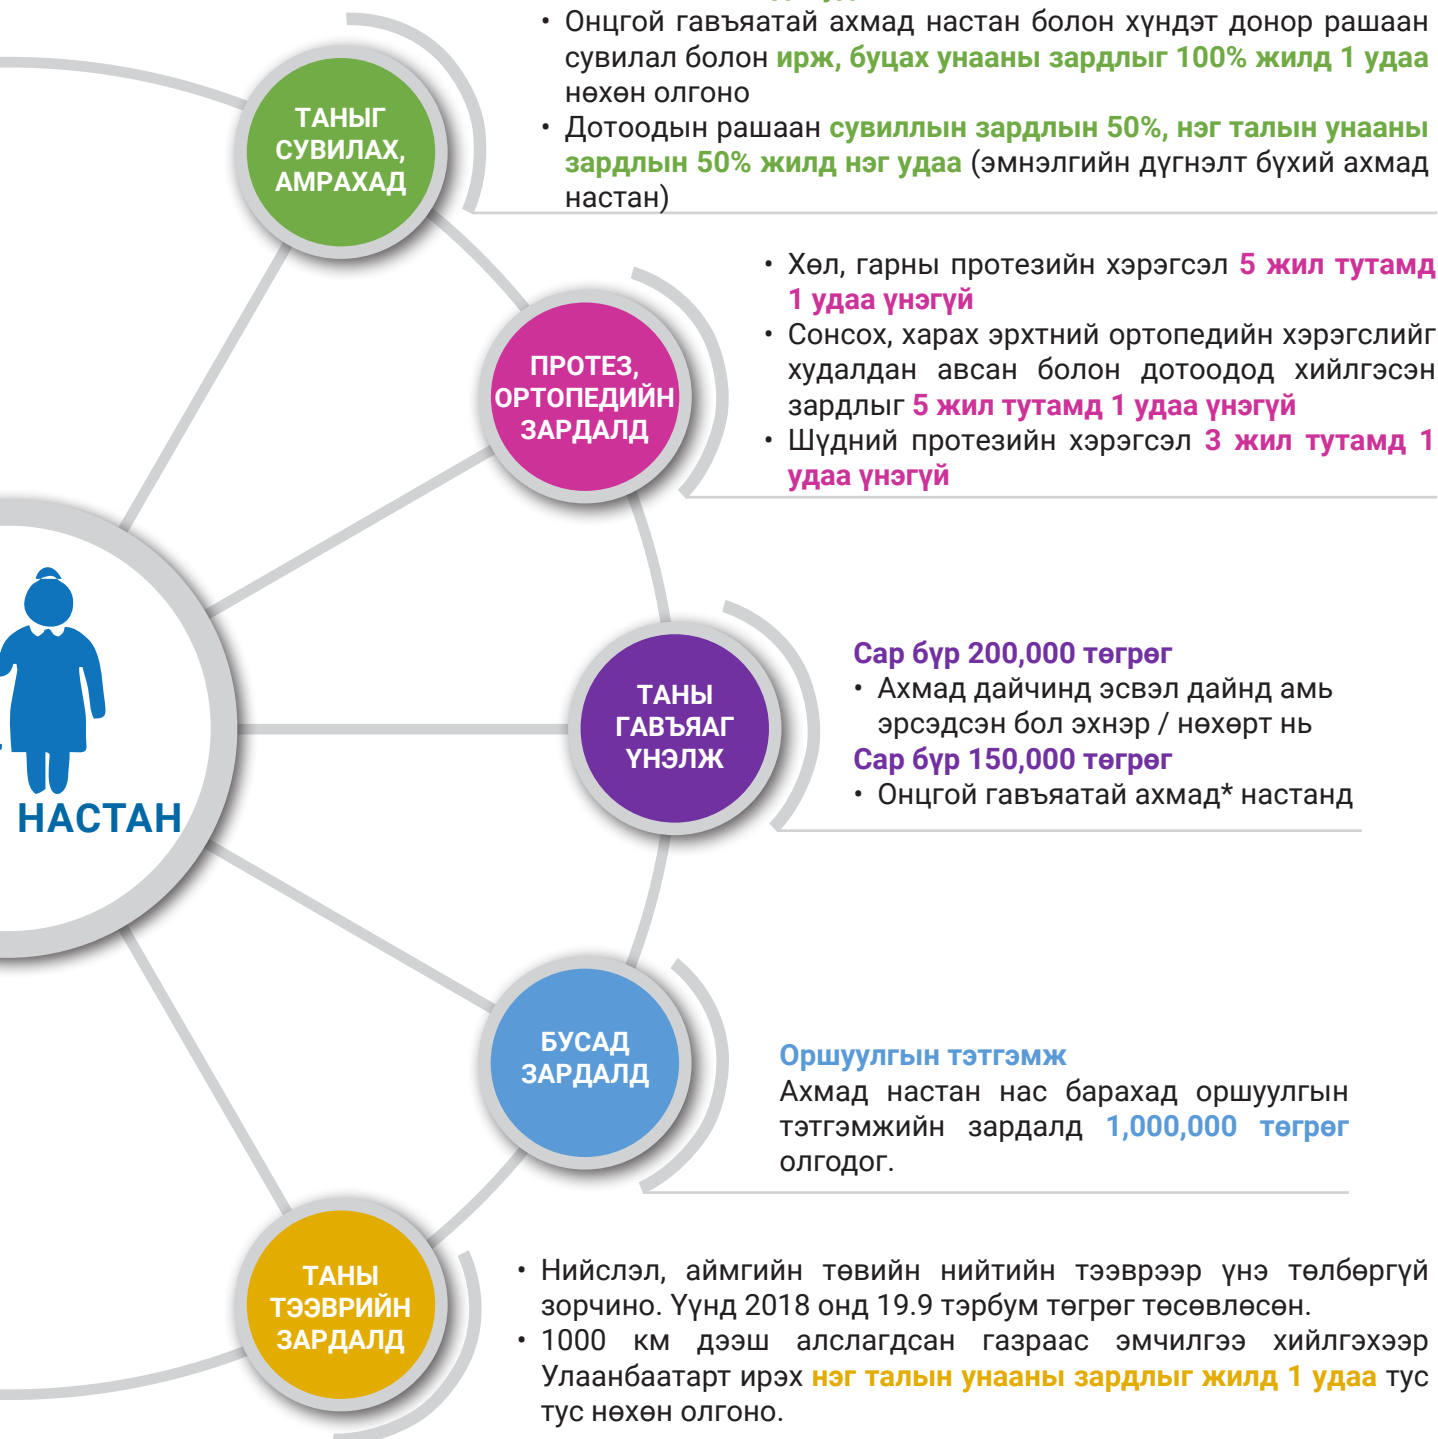 • Онцгой гавъяатай ахмад настан болон хүндэт донор рашаан
сувилал болон ирж, буцах унааны зардлыг 100% жилд 1 удаа
нөхөн олгоно
• Дотоодын рашаан сувиллын зардлын 50%, нэг талын унааны
зардлын 50% жилд нэг удаа (эмнэлгийн дүгнэлт бүхий ахмад
настан)
ТАНЫГ
СУВИЛАХ,
АМРАХАД
• Хөл, гарны протезийн хэрэгсэл 5 жил тутамд
1 удаа үнэгүй
• Сонсох, харах эрхтний ортопедийн хэрэгслийг
худалдан авсан болон дотоодод хийлгэсэн
зардлыг 5 жил тутамд 1 удаа үнэгүй
• Шүдний протезийн хэрэгсэл 3 жил тутамд 1
удаа үнэгүй
ПРОТЕЗ,
ОРТОПЕДИЙН
ЗАРДАЛД
Сар бүр 200,000 төгрөг
• Ахмад дайчинд эсвэл дайнд амь
эрсэдсэн бол эхнэр / нөхөрт нь
Сар бүр 150,000 төгрөг
• Онцгой гавъяатай ахмад* настанд
ТАНЫ
ГАВЪЯАГ
ҮНЭЛЖ
НАСТАН
БУСАД
ЗАРДАЛД
Оршуулгын тэтгэмж
Ахмад настан нас барахад оршуулгын
тэтгэмжийн зардалд 1,000,000 төгрөг
олгодог.
ТАНЫ
ТЭЭВРИЙН
ЗАРДАЛД
• Нийслэл, аймгийн төвийн нийтийн тээврээр үнэ төлбөргүй
зорчино. Үүнд 2018 онд 19.9 тэрбум төгрөг төсөвлөсөн.
• 1000 км дээш алслагдсан газраас эмчилгээ хийлгэхээр
Улаанбаатарт ирэх нэг талын унааны зардлыг жилд 1 удаа тус
тус нөхөн олгоно.